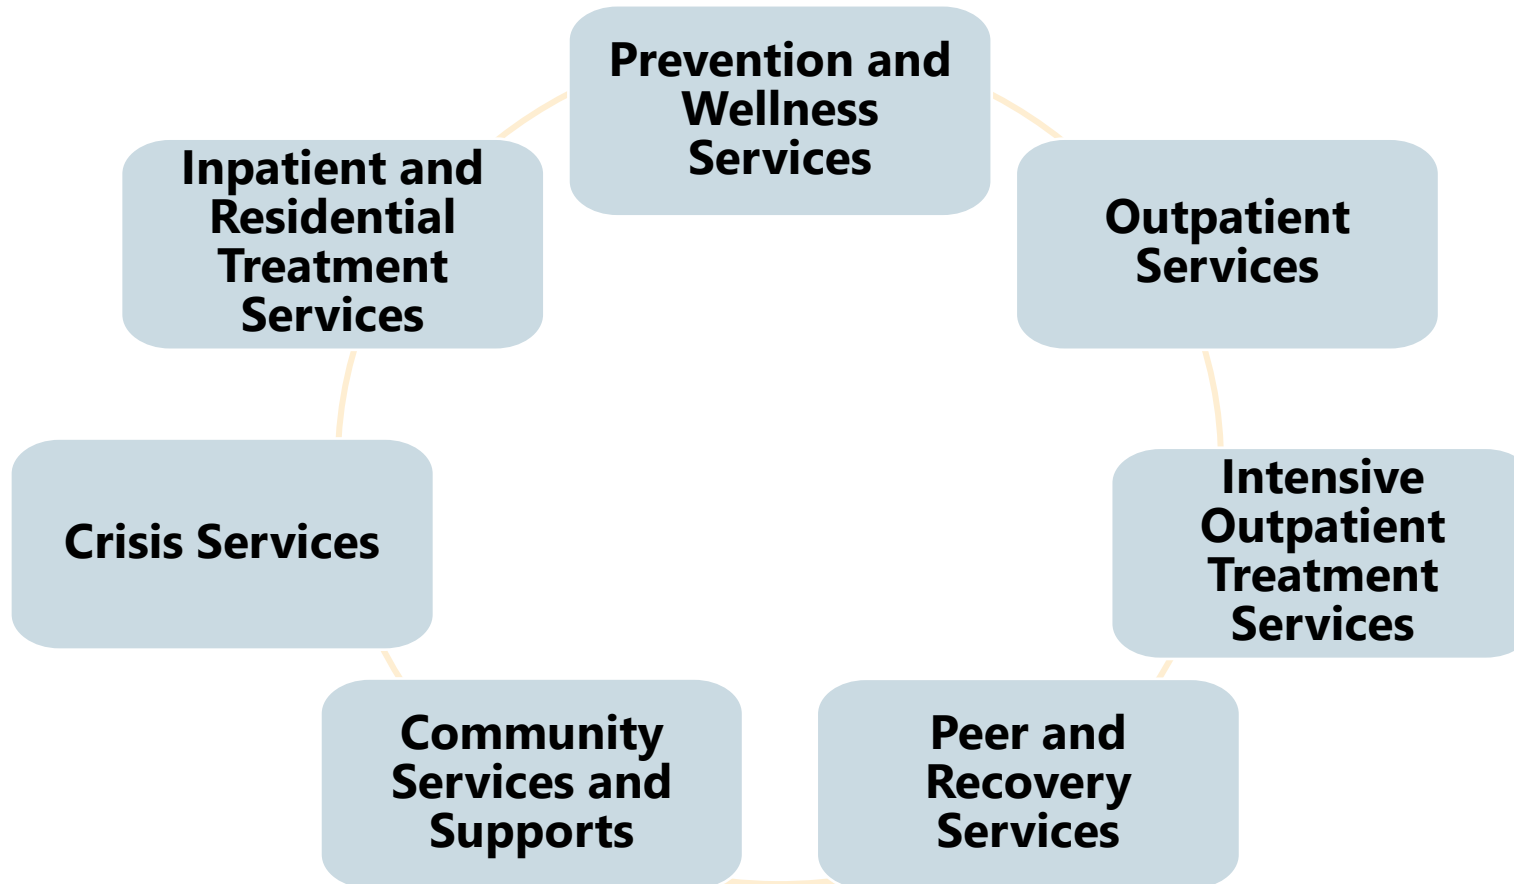 Prevention and
Wellness
Services
Outpatient
Services
Intensive
Outpatient
Treatment
Services
Peer and
Recovery
Services
Community
Services and
Supports
Crisis Services
Inpatient and
Residential
Treatment
Services